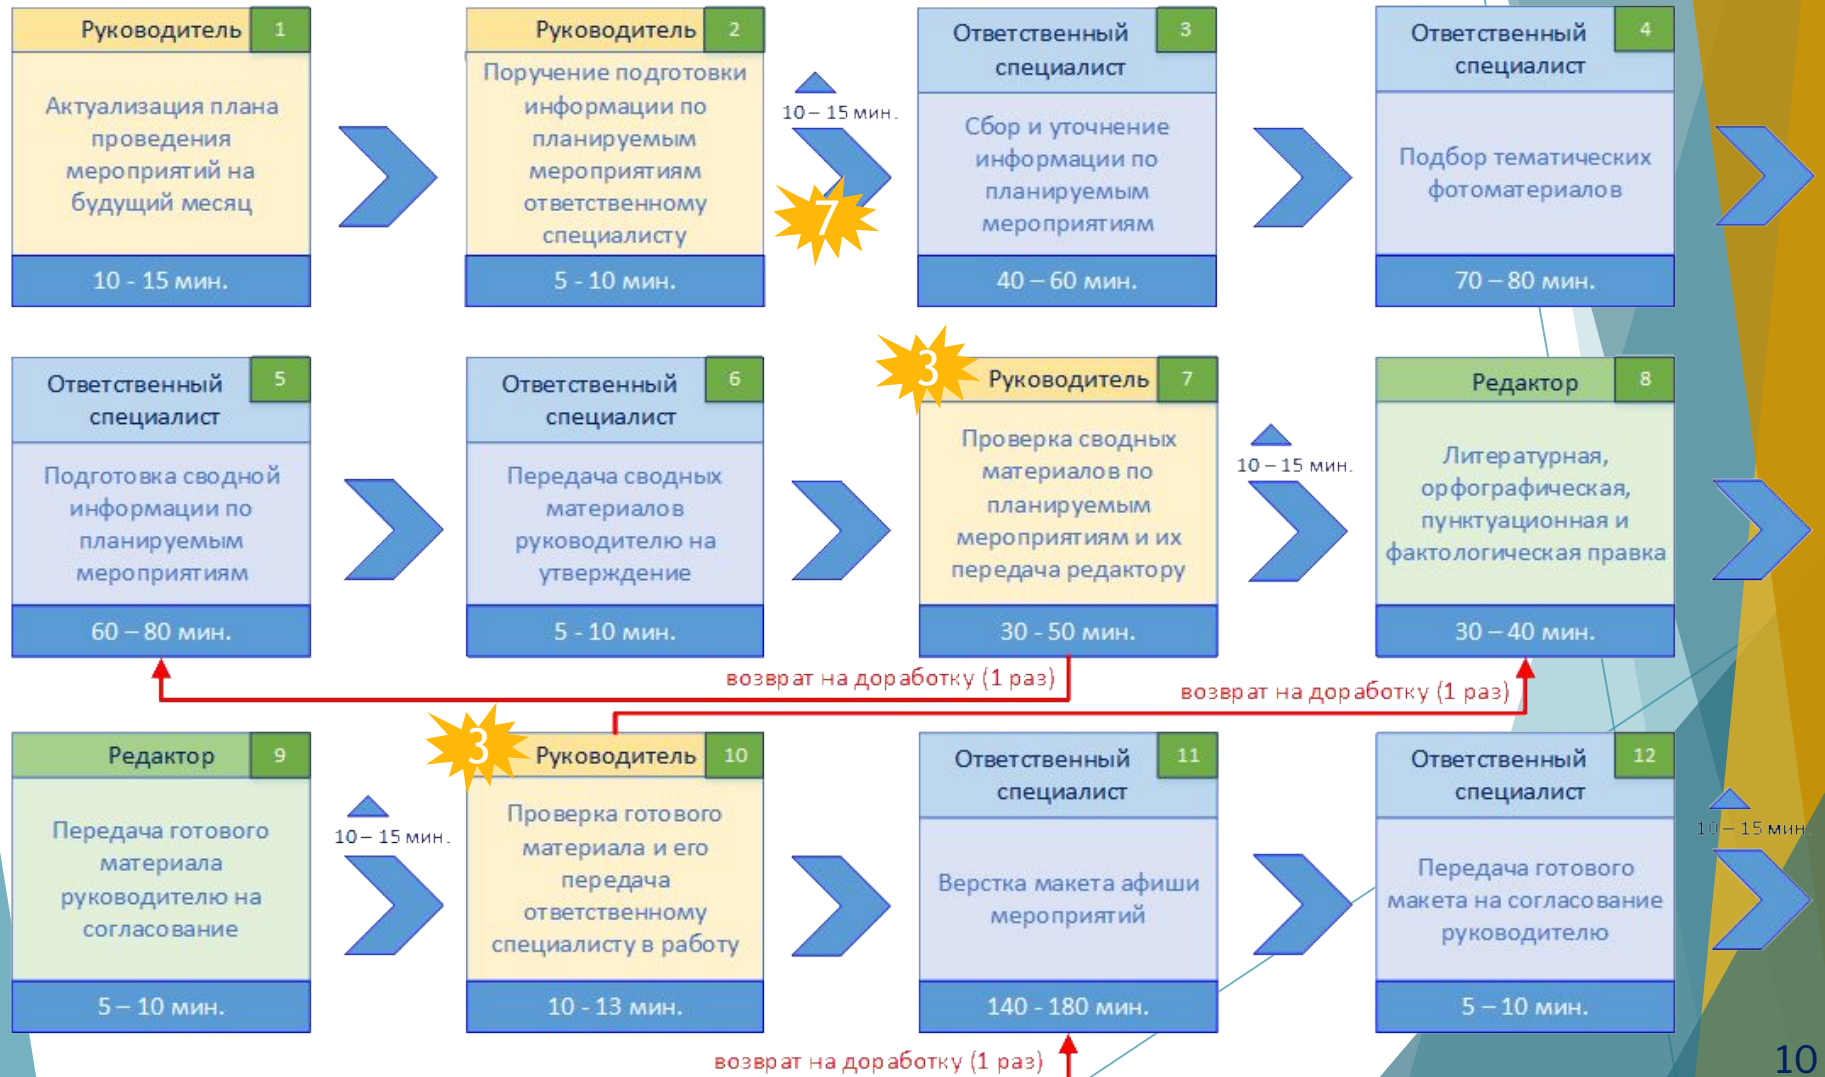 Руководитель 1
Актуализация плана
проведения
мероприятий на
будущий месяц
10 - 15 мин.
Руководитель 2
Поручение подготовки
информации по
планируемым
мероприятиям
ответственному
специалисту
5 - 10 мин.
10 – 15 мин.
7
Ответственный 3
специалист
Сбор и уточнение
информации по
планируемым
мероприятиям
40 – 60 мин.
Ответственный 4
специалист
Подбор тематических
фотоматериалов
70 – 80 мин.
Ответственный 5
специалист
Подготовка сводной
информации по
планируемым
мероприятиям
60 – 80 мин.
Ответственный 6
специалист
Передача сводных
материалов
руководителю на
утверждение
5 - 10 мин.
3
Руководитель 7
Проверка сводных
материалов по
планируемым
мероприятиям и их
передача редактору
30 - 50 мин.
10 – 15 мин.
Редактор 8
Литературная,
орфографическая,
пунктуационная и
фактологическая правка
30 – 40 мин.
возврат на доработку (1 раз)
возврат на доработку (1 раз)
Редактор 9
Передача готового
материала
руководителю на
согласование
5 – 10 мин.
10 – 15 мин.
3
Руководитель 10
Проверка готового
материала и его
передача
ответственному
специалисту в работу
10 - 13 мин.
Ответственный 11
специалист
Верстка макета афиши
мероприятий
140 - 180 мин.
Ответственный 12
специалист
Передача готового
макета на согласование
руководителю
5 – 10 мин.
10 – 15 мин.
возврат на доработку (1 раз)
10